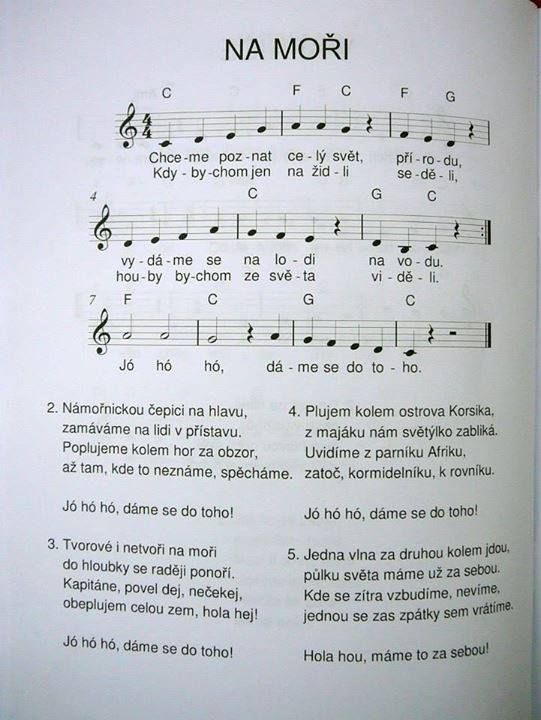 NA MOŘI
C F C F G
4 4
Chce-me poz-nat ce-lý svět, pří-ro-du,
Kdy-by-chom jen na žid-li se-dě-li,
4 C G C
vy-dá-me se na lo-di na vo-du.
hou-by by-chom ze svě-ta vi-dě-li.
7 F C G C
Jó hó hó, dá-me se do to-ho.
2. Námořnickou čepici na hlavu,
zamáváme na lidi v přístavu.
Poplujeme kolem hor za obzor,
až tam, kde to neznáme, spěcháme.
Jó hó hó, dáme se do toho!
3. Tvorové i netvoři na moři
do hloubky se raději ponoří.
Kapitáne, povel dej, nečekej,
obeplujem celou zem, hola hej!
Jó hó hó, dáme se do toho!
4. Plujem kolem ostrova Korsika,
z majáku nám světýlko zabliká.
Uvidíme z parníku Afriku,
zatoč, kormidelníku, k rovníku.
Jó hó hó, dáme se do toho!
5. Jedna vlna za druhou kolem jdou,
půlku světa máme už za sebou.
Kde se zítra vzbudíme, nevíme,
jednou se zas zpátky sem vrátíme.
Hola hou, máme to za sebou!